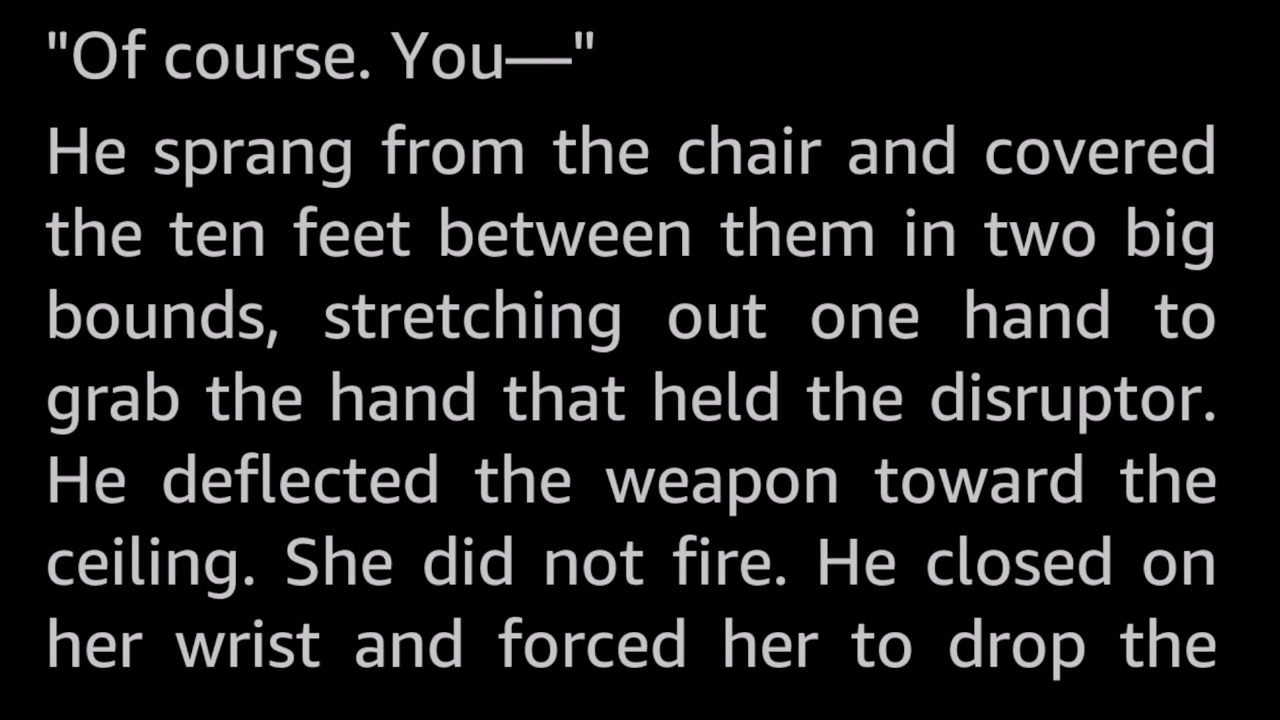 "Of course. You—"
He sprang from the chair and covered
the ten feet between them in two big
bounds, stretching out one hand to
grab the hand that held the disruptor.
He deflected the weapon toward the
ceiling. She did not fire. He closed on
her wrist and forced her to drop the